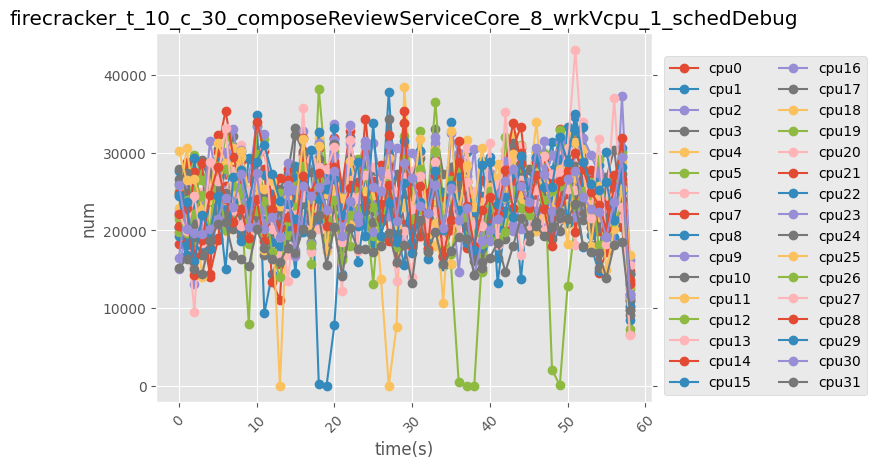 firecracker_t_10_c_30_composeReviewServiceCore_8_wrkVcpu_1_schedDebug
num
40000
30000
20000
10000
0
0 10 20 30 40 50 60
time(s)
cpu0 cpu16
cpu1 cpu17
cpu2 cpu18
cpu3 cpu19
cpu4 cpu20
cpu5 cpu21
cpu6 cpu22
cpu7 cpu23
cpu8 cpu24
cpu9 cpu25
cpu10 cpu26
cpu11 cpu27
cpu12 cpu28
cpu13 cpu29
cpu14 cpu30
cpu15 cpu31